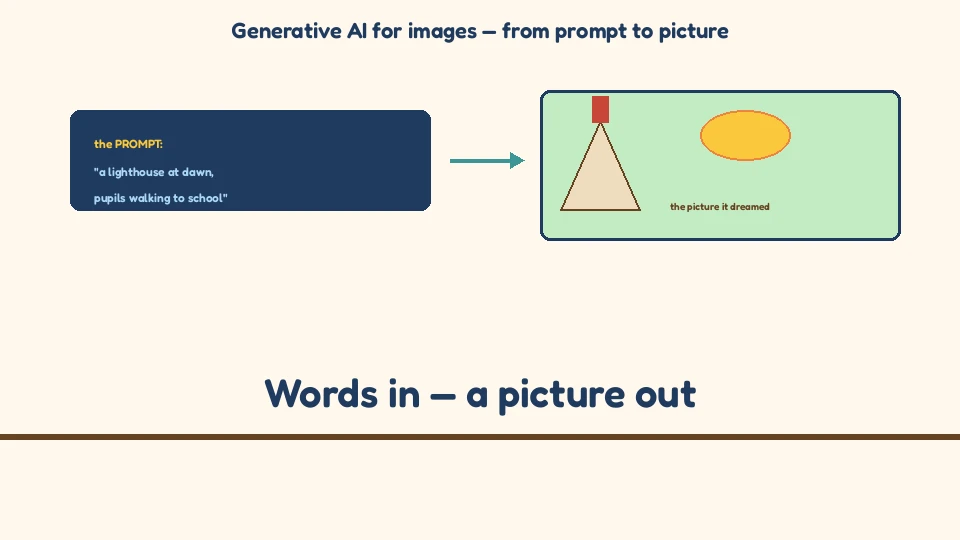 Generative AI for images — from prompt to picture
the PROMPT:
"a lighthouse at dawn,
pupils walking to school"
the picture it dreamed
Words in — a picture out